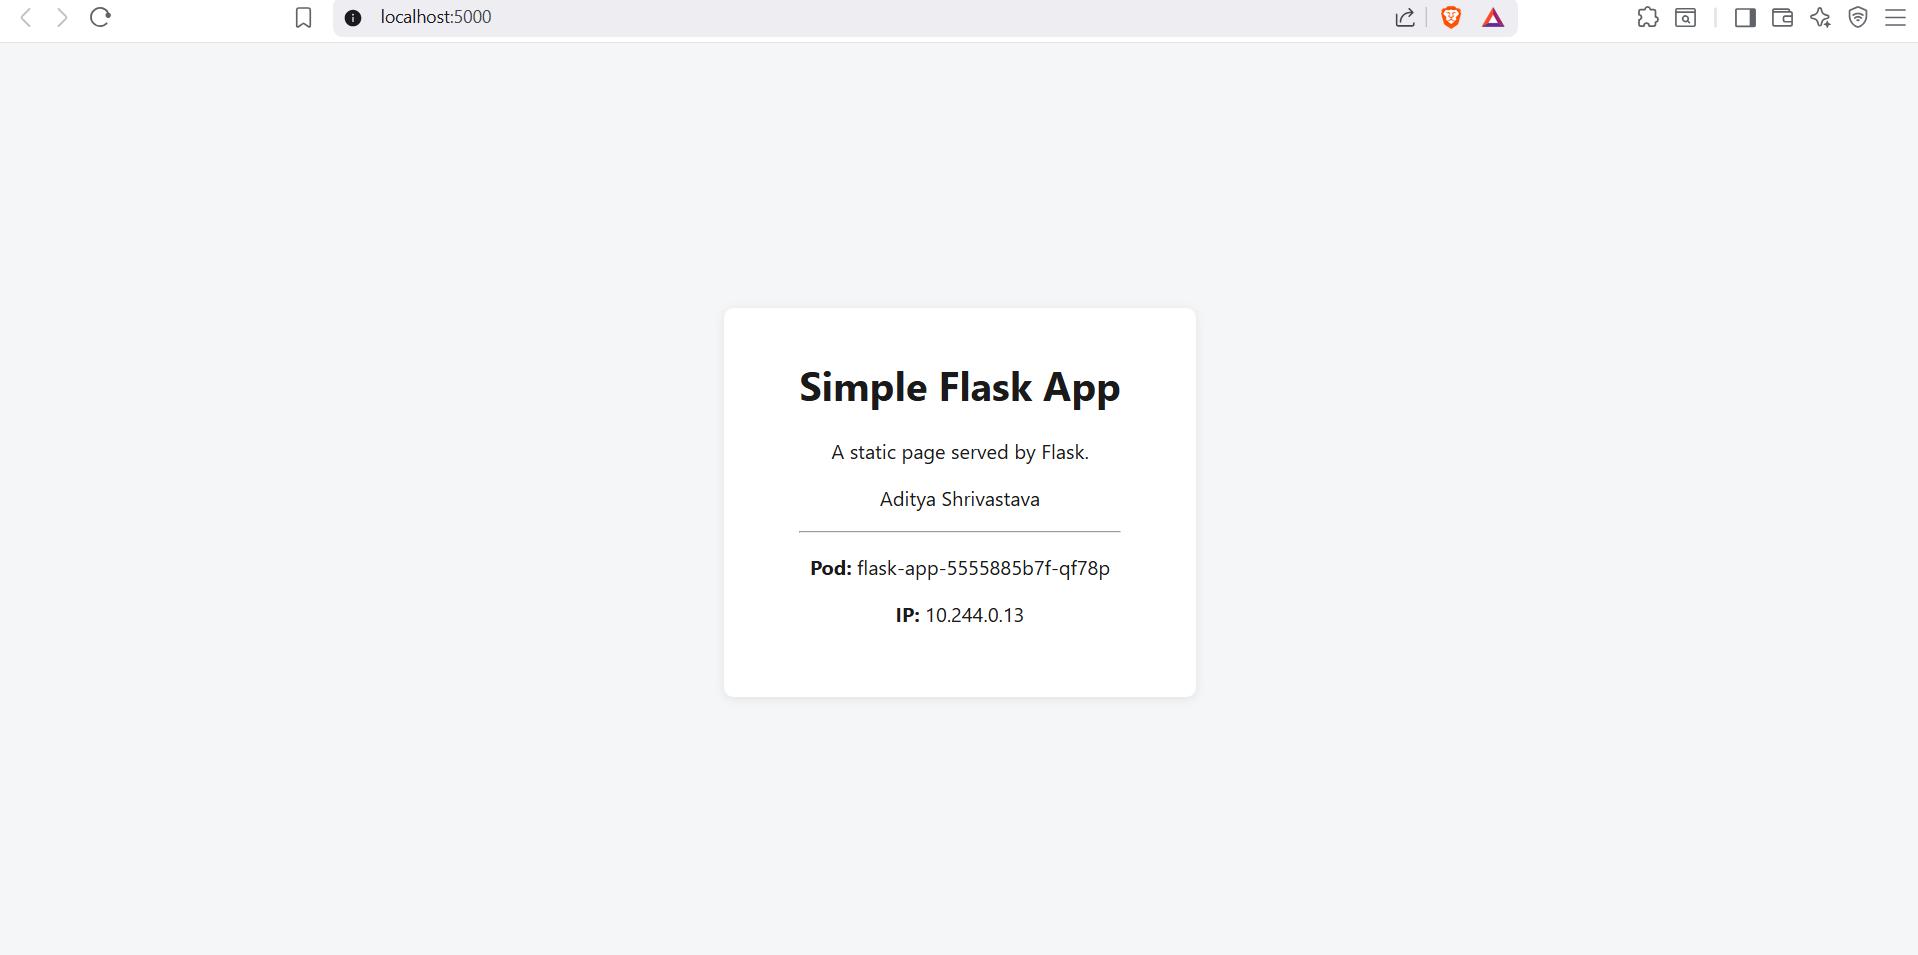 localhost:5000
Simple Flask App
A static page served by Flask.
Aditya Shrivastava
Pod: flask-app-5555885b7f-qf78p
IP: 10.244.0.13